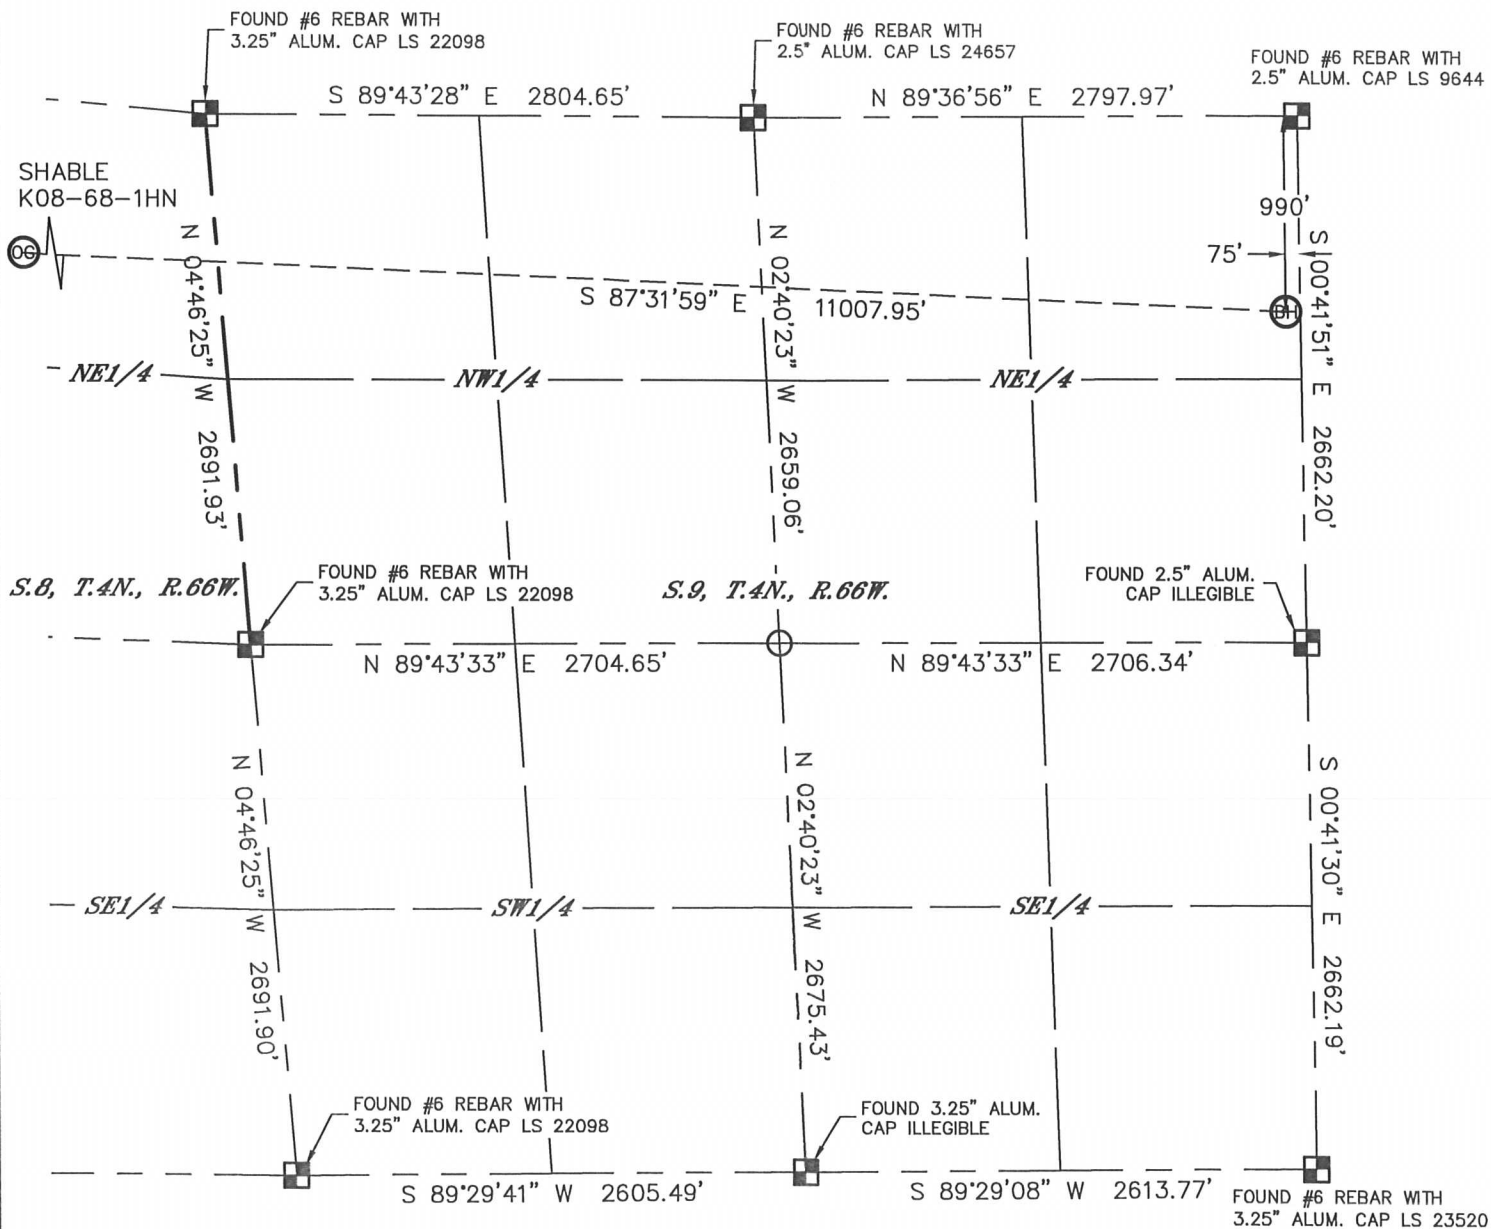 FOUND #6 REBAR WITH
3.25" ALUM. CAP LS 22098
FOUND #6 REBAR WITH
2.5" ALUM. CAP LS 24657
FOUND #6 REBAR WITH
2.5" ALUM. CAP LS 9644
S 89°43'28" E 2804.65'
N 89°36'56" E 2797.97'
SHABLE
K08-68-1HN
OG
990'
75'
S 87°31'59" E 11007.95'
BH
N 04°46'25" W 2691.93'
N 02°40'23" W 2659.06'
S 00°41'51" E 2662.20'
NE1/4
NW1/4
NE1/4
S.8, T.4N., R.66W.
FOUND #6 REBAR WITH
3.25" ALUM. CAP LS 22098
S.9, T.4N., R.66W.
FOUND 2.5" ALUM.
CAP ILLEGIBLE
N 89°43'33" E 2704.65'
N 89°43'33" E 2706.34'
N 04°46'25" W 2691.90'
N 02°40'23" W 2675.43'
S 00°41'30" E 2662.19'
SE1/4
SW1/4
SE1/4
FOUND #6 REBAR WITH
3.25" ALUM. CAP LS 22098
FOUND 3.25" ALUM.
CAP ILLEGIBLE
S 89°29'41" W 2605.49'
S 89°29'08" W 2613.77'
FOUND #6 REBAR WITH
3.25" ALUM. CAP LS 23520